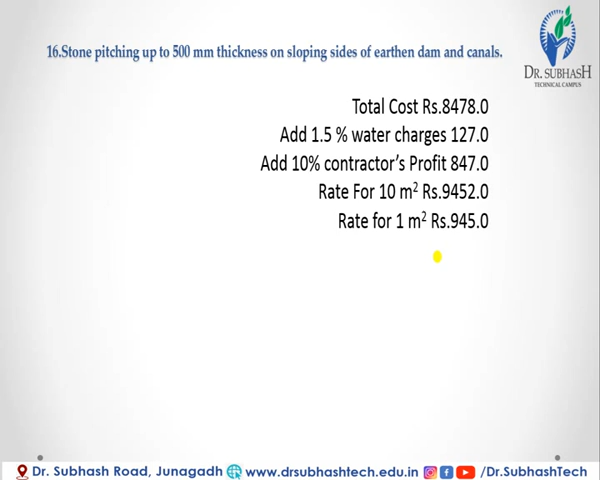 16.Stone pitching up to 500 mm thickness on sloping sides of earthen dam and canals.
DR. SUBHASH
TECHNICAL CAMPUS
Total Cost Rs.8478.0
Add 1.5 % water charges 127.0
Add 10% contractor’s Profit 847.0
Rate For 10 m² Rs.9452.0
Rate for 1 m² Rs.945.0
Dr. Subhash Road, Junagadh www.drsubhashtech.edu.in /Dr.SubhashTech